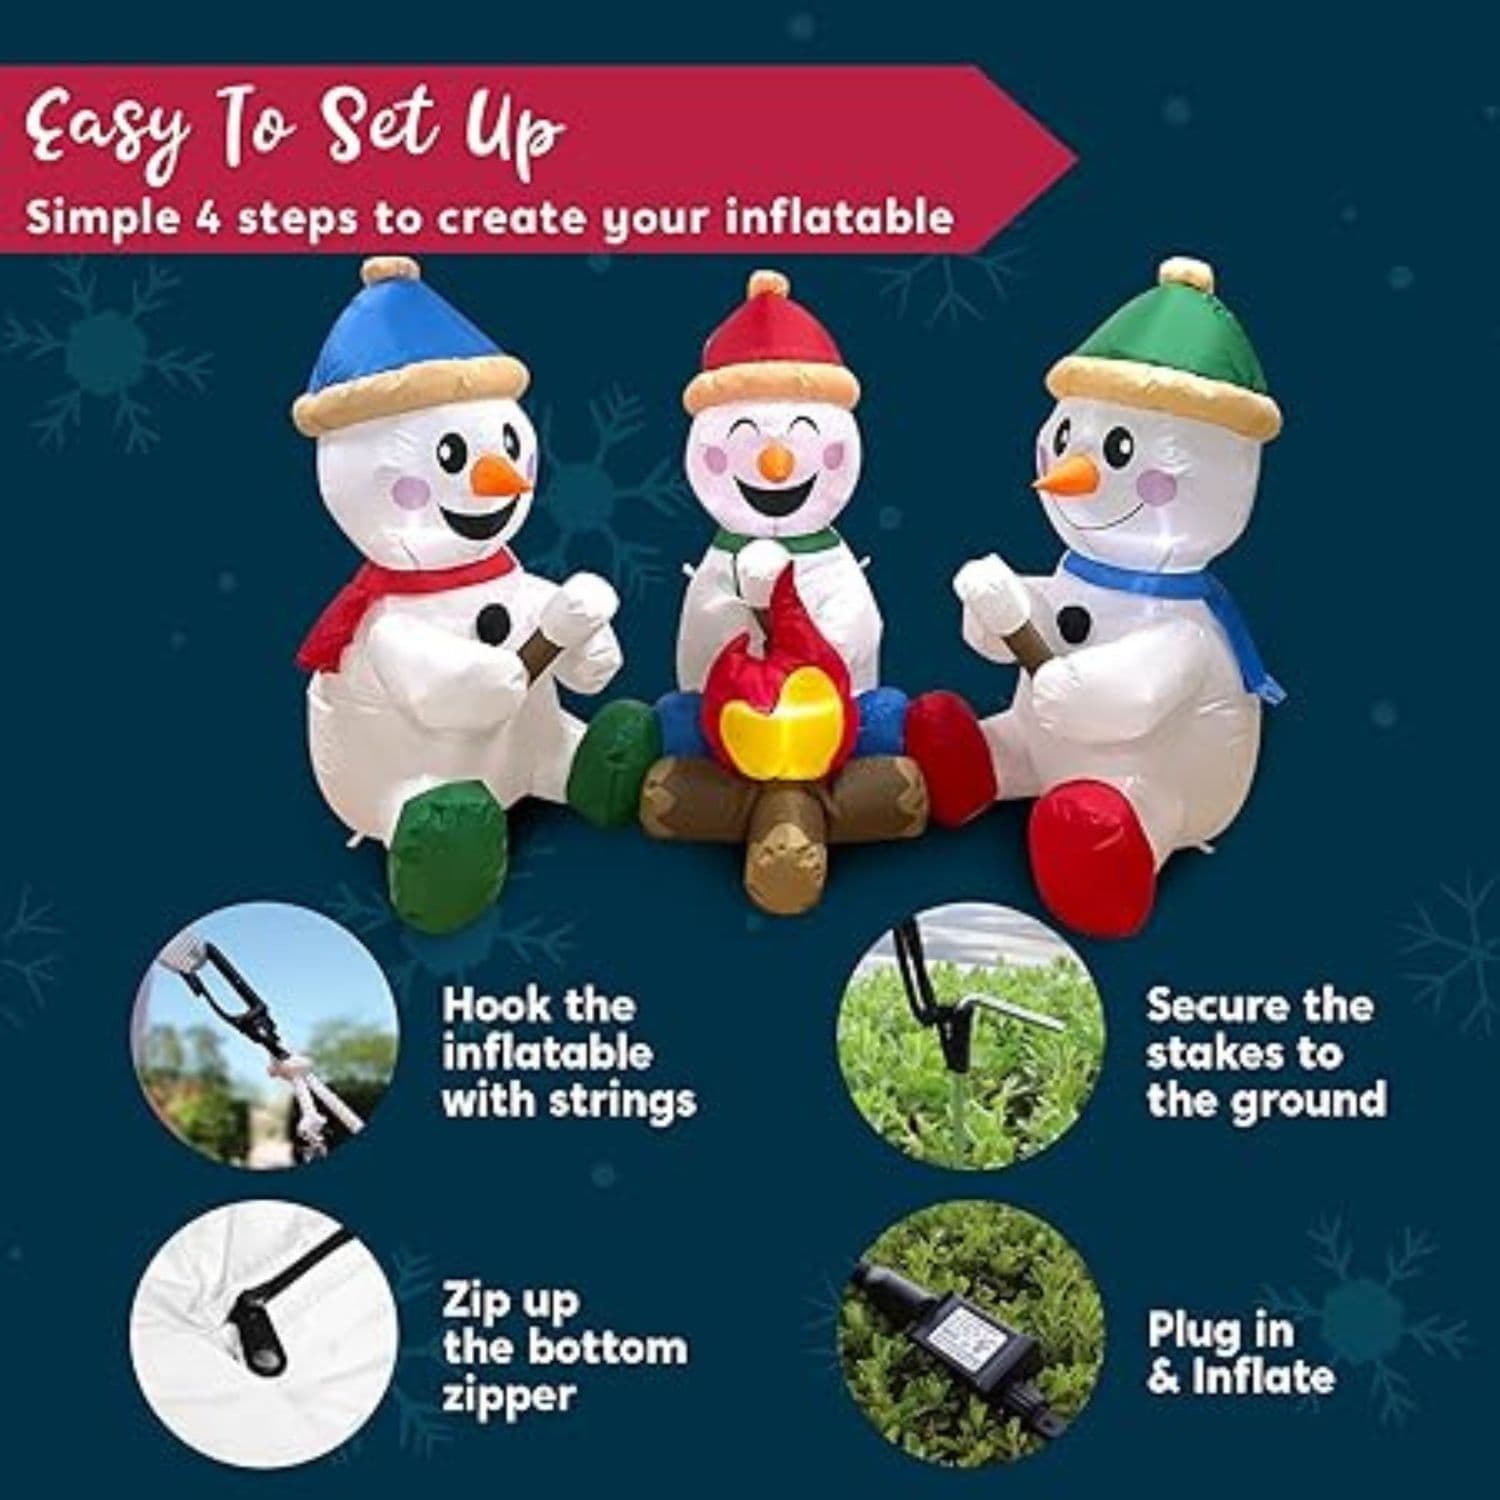 Easy To Set Up
Simple 4 steps to create your inflatable
Hook the
inflatable
with strings
Secure the
stakes to
the ground
Zip up
the bottom
zipper
Plug in
& Inflate